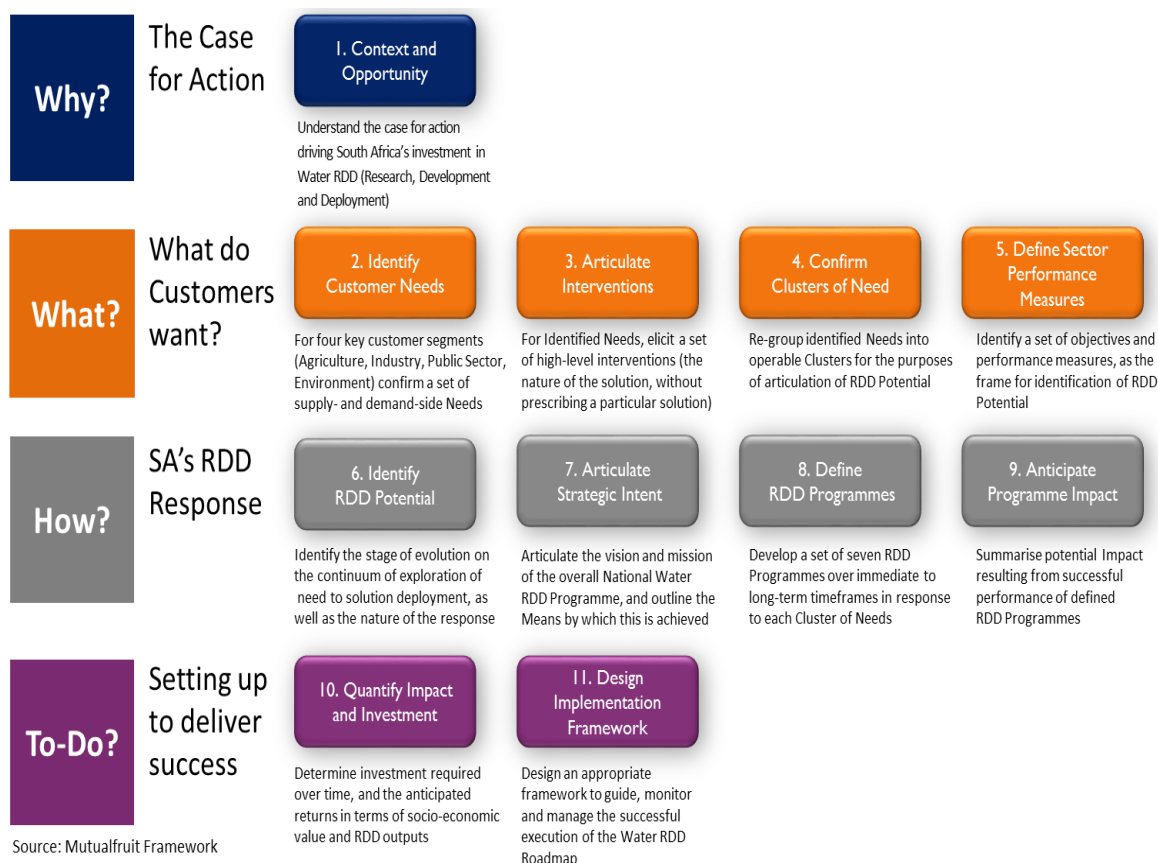 Why?
The Case
for Action
1. Context and
Opportunity
Understand the case for action
driving South Africa's investment in
Water RDD (Research, Development
and Deployment)
What?
What do
Customers
want?
2. Identify
Customer Needs
For four key customer segments
(Agriculture, Industry, Public Sector,
Environment) confirm a set of
supply- and demand-side Needs
3. Articulate
Interventions
For Identified Needs, elicit a set
of high-level interventions (the
nature of the solution, without
prescribing a particular solution)
4. Confirm
Clusters of Need
Re-group identified Needs into
operable Clusters for the purposes
of articulation of RDD Potential
5. Define Sector
Performance
Measures
Identify a set of objectives and
performance measures, as the
frame for identification of RDD
Potential
How?
SA's RDD
Response
6. Identify
RDD Potential
Identify the stage of evolution on
the continuum of exploration of
need to solution deployment, as
well as the nature of the response
7. Articulate
Strategic Intent
Articulate the vision and mission
of the overall National Water
RDD Programme, and outline the
Means by which this is achieved
8. Define
RDD Programmes
Develop a set of seven RDD
Programmes over immediate to
long-term timeframes in response
to each Cluster of Needs
9. Anticipate
Programme Impact
Summarise potential Impact
resulting from successful
performance of defined
RDD Programmes
To-Do?
Setting up
to deliver
success
10. Quantify Impact
and Investment
Determine investment required
over time, and the anticipated
returns in terms of socio-economic
value and RDD outputs
11. Design
Implementation
Framework
Design an appropriate
framework to guide, monitor
and manage the successful
execution of the Water RDD
Roadmap
Source: Mutualfruit Framework